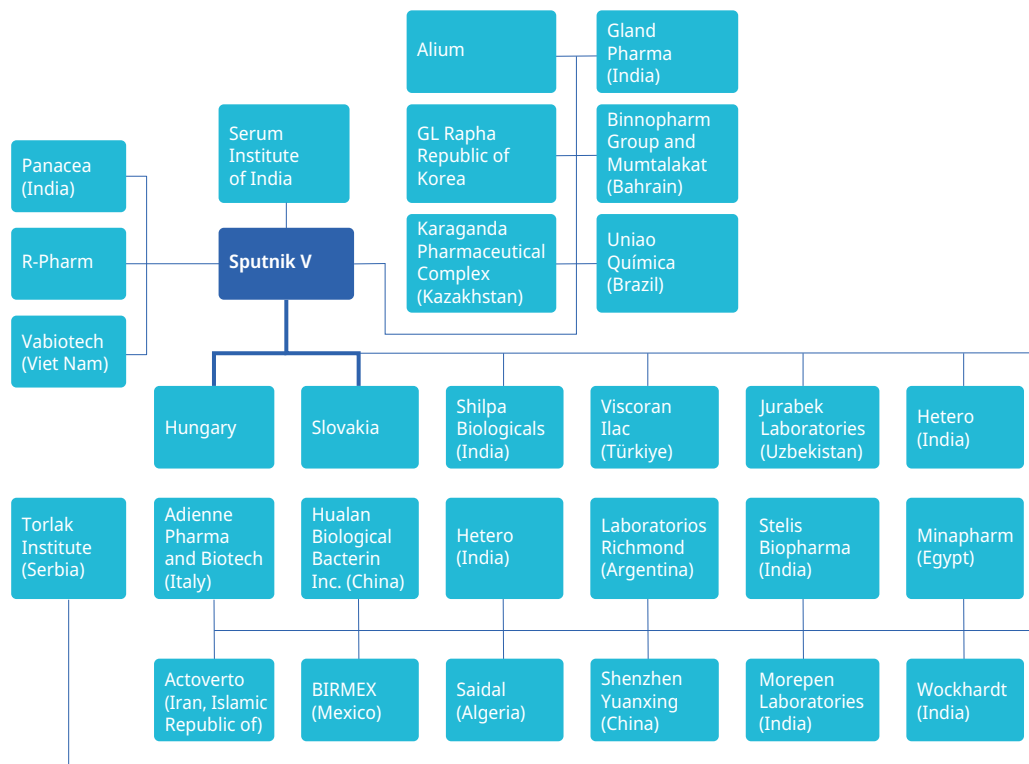 Alium
Gland
Pharma
(India)
Serum
Institute
of India
GL Rapha
Republic of
Korea
Binnopharm
Group and
Mumtalakat
(Bahrain)
Panacea
(India)
R-Pharm
Sputnik V
Karaganda
Pharmaceutical
Complex
(Kazakhstan)
Uniao
Química
(Brazil)
Vabiotech
(Viet Nam)
Hungary
Slovakia
Shilpa
Biologicals
(India)
Viscoran
Ilac
(Türkiye)
Jurabek
Laboratories
(Uzbekistan)
Hetero
(India)
Torlak
Institute
(Serbia)
Adienne
Pharma
and Biotech
(Italy)
Hualan
Biological
Bacterin
Inc. (China)
Hetero
(India)
Laboratorios
Richmond
(Argentina)
Stelis
Biopharma
(India)
Minapharm
(Egypt)
Actoverto
(Iran, Islamic
Republic of)
BIRMEX
(Mexico)
Saidal
(Algeria)
Shenzhen
Yuanxing
(China)
Morepen
Laboratories
(India)
Wockhardt
(India)